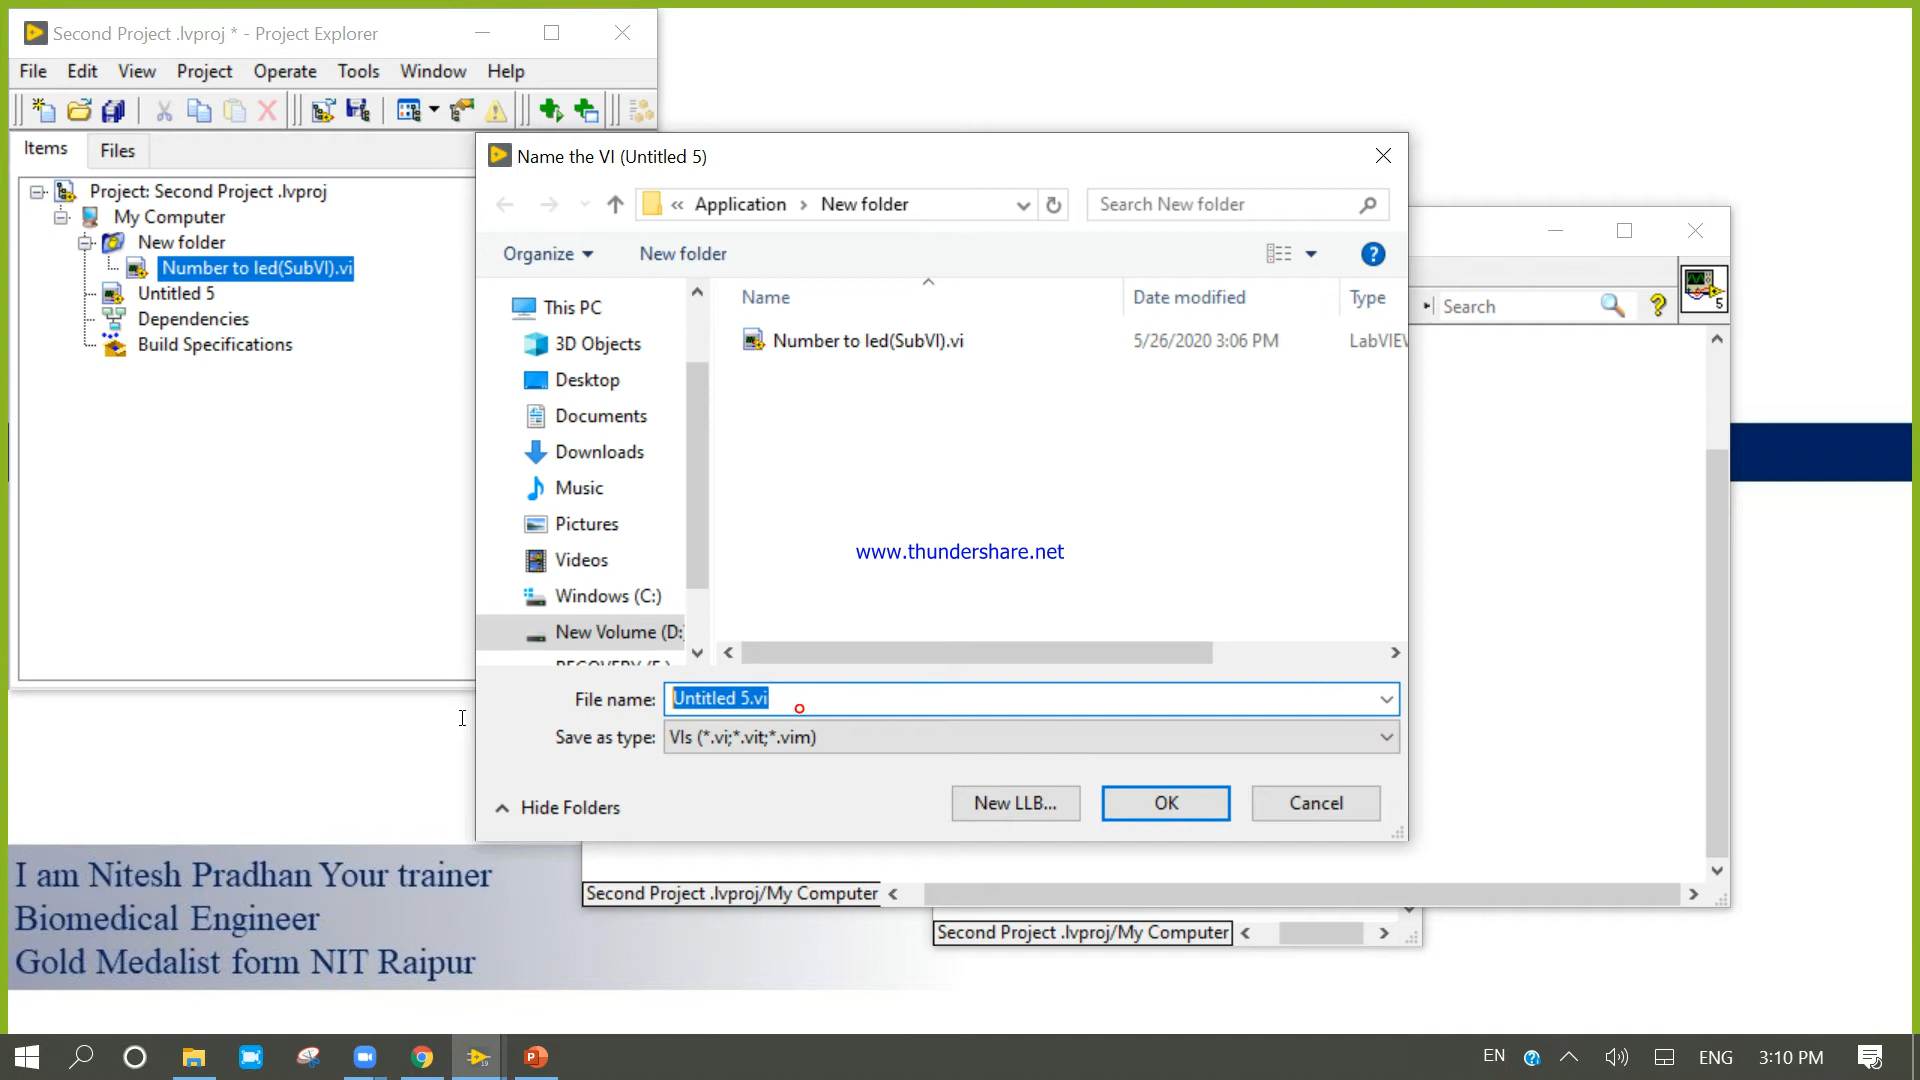 Second Project .lvproj * - Project Explorer
File Edit View Project Operate Tools Window Help
Items Files
Project: Second Project .lvproj
My Computer
New folder
Number to led(SubVI).vi
Untitled 5
Dependencies
Build Specifications
Name the VI (Untitled 5)
« Application › New folder
Search New folder
Organize New folder
?
This PC
3D Objects
Desktop
Documents
Downloads
Music
Pictures
Videos
Windows (C:)
New Volume (D:
RECOVERY (E:)
Name Date modified Type
Number to led(SubVI).vi 5/26/2020 3:06 PM LabVIEW
www.thundershare.net
File name: Untitled 5.vi
Save as type: VIs (*.vi;*.vit;*.vim)
Hide Folders
New LLB... OK Cancel
Search
?
5
Second Project .lvproj/My Computer
Second Project .lvproj/My Computer
I am Nitesh Pradhan Your trainer
Biomedical Engineer
Gold Medalist form NIT Raipur
EN ENG 3:10 PM